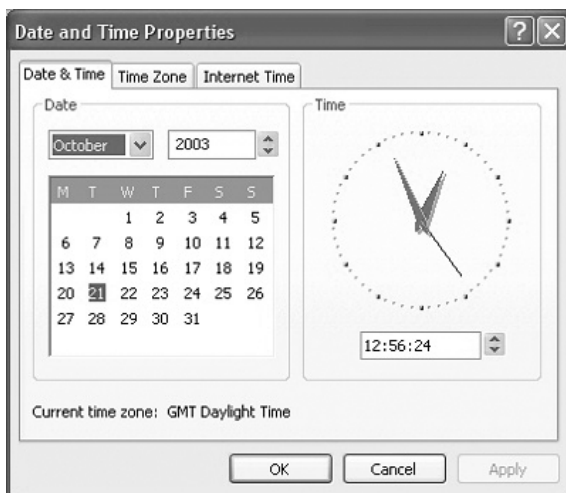 Date and Time Properties
Date & Time Time Zone Internet Time
Date
October 2003
M T W T F S S
1 2 3 4 5
6 7 8 9 10 11 12
13 14 15 16 17 18 19
20 21 22 23 24 25 26
27 28 29 30 31
Time
12:56:24
Current time zone: GMT Daylight Time
OK Cancel Apply